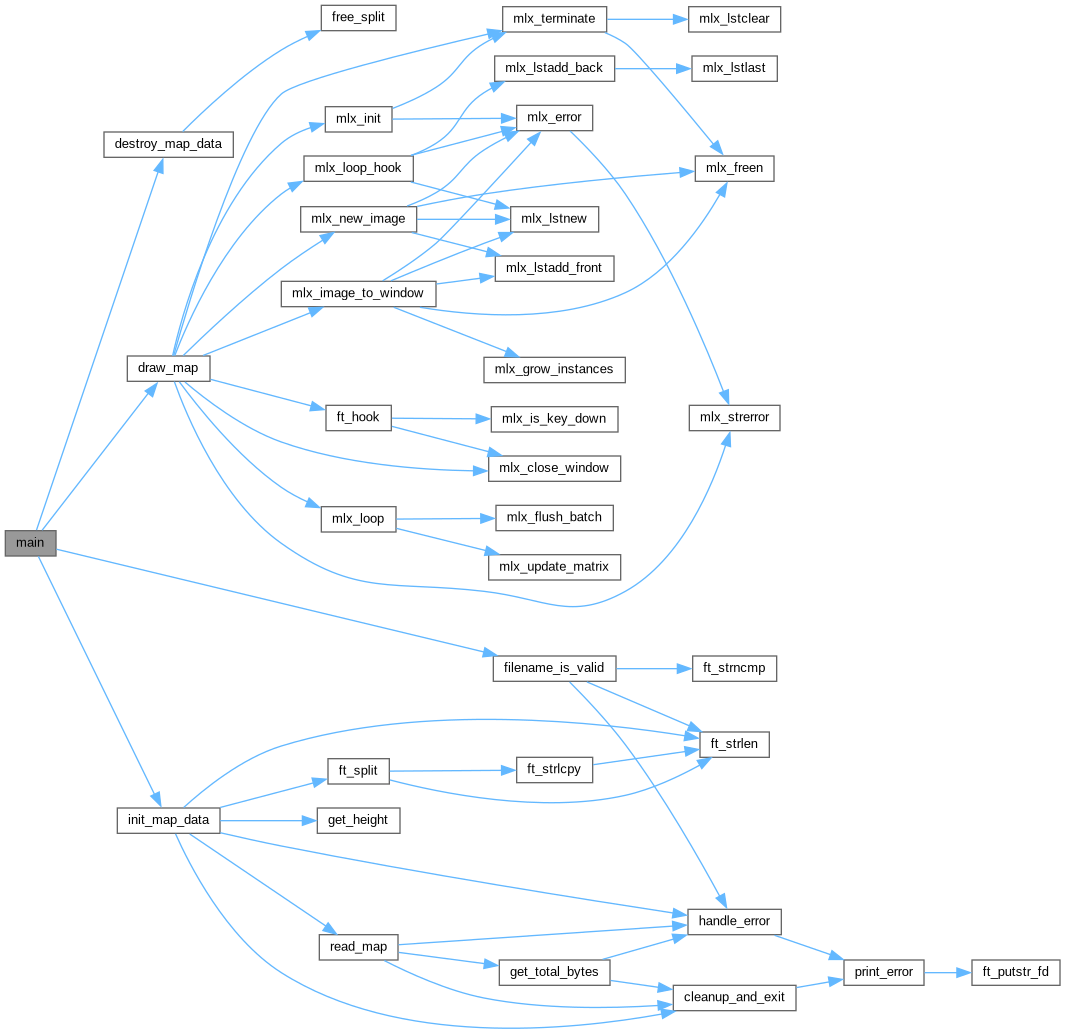 free_split
mlx_terminate
mlx_lstclear
mlx_lstadd_back
mlx_lstlast
mlx_init
mlx_error
destroy_map_data
mlx_loop_hook
mlx_freen
mlx_new_image
mlx_lstnew
mlx_lstadd_front
mlx_image_to_window
draw_map
mlx_grow_instances
ft_hook
mlx_is_key_down
mlx_strerror
mlx_close_window
mlx_loop
mlx_flush_batch
main
mlx_update_matrix
filename_is_valid
ft_strncmp
ft_strlen
ft_split
ft_strlcpy
init_map_data
get_height
handle_error
read_map
get_total_bytes
print_error
ft_putstr_fd
cleanup_and_exit